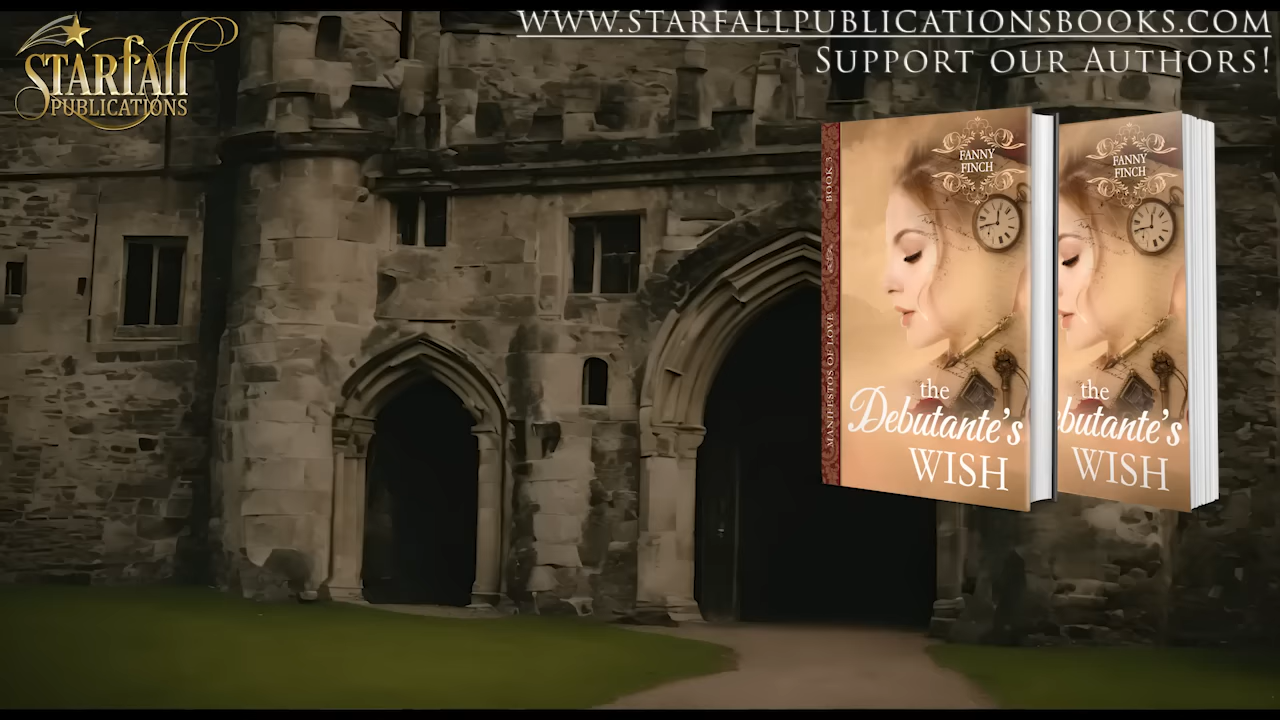 STARfall
PUBLICATIONS
WWW.STARFALLPUBLICATIONSBOOKS.COM
SUPPORT OUR AUTHORS!
BOOK 3
MANIFESTOS OF LOVE
FANNY
FINCH
the
Debutante's
WISH
FANNY
FINCH
the
ebutante's
WISH